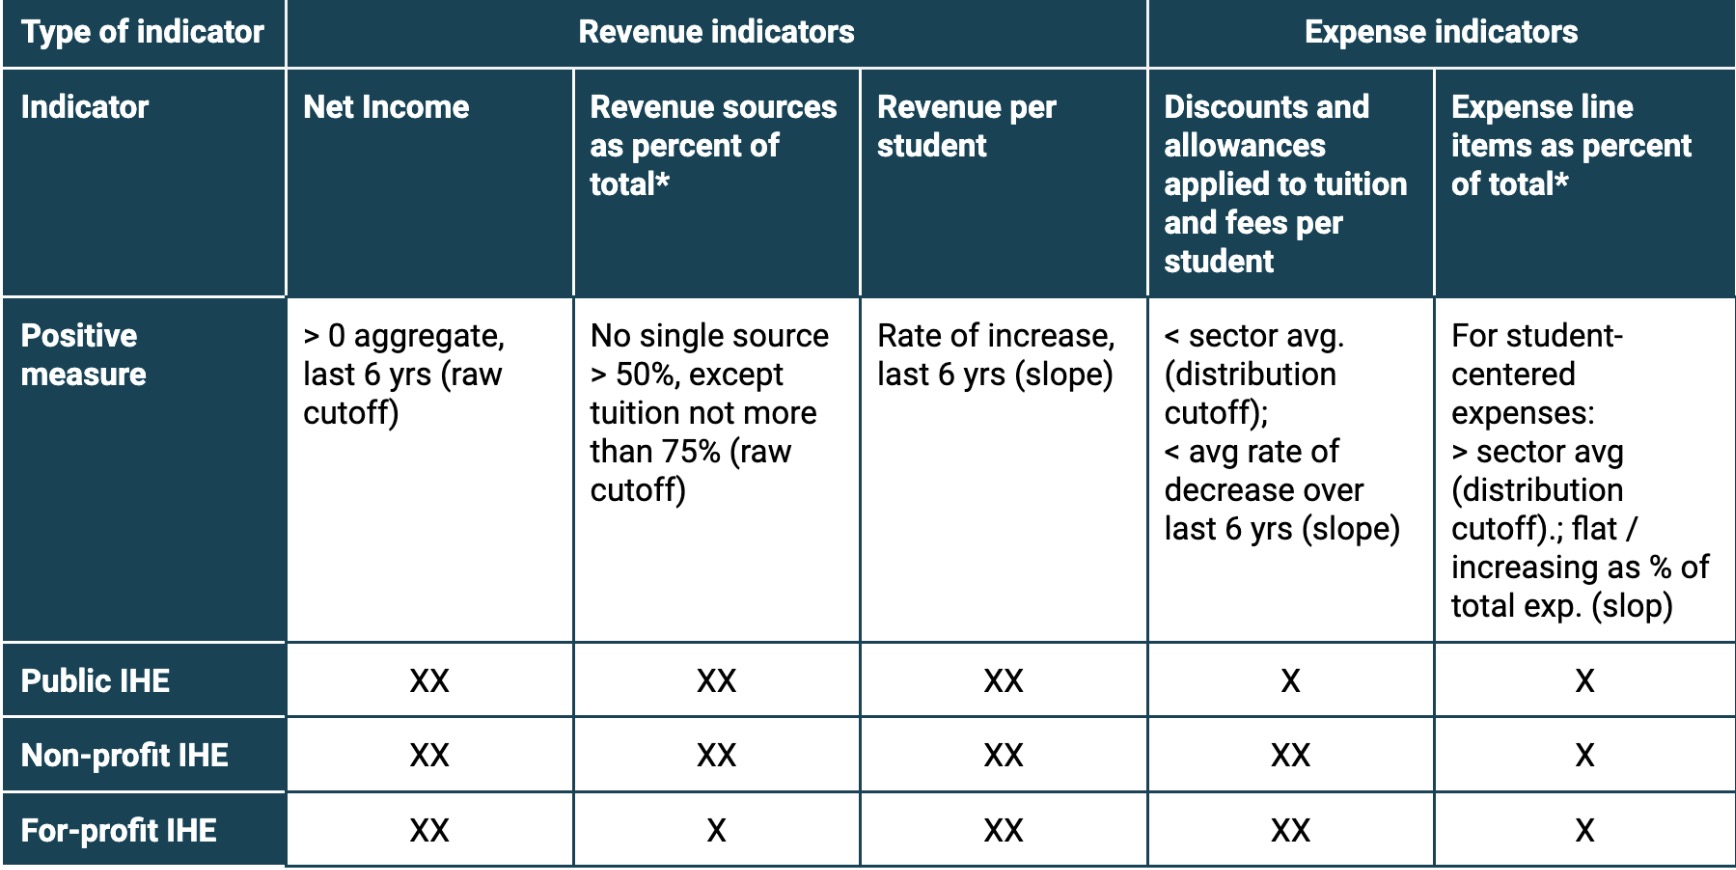 Type of indicator
Revenue indicators
Expense indicators
Indicator
Net Income
Revenue sources
as percent of
total*
Revenue per
student
Discounts and
allowances
applied to tuition
and fees per
student
Expense line
items as percent
of total*
Positive
measure
> 0 aggregate,
last 6 yrs (raw
cutoff)
No single source
> 50%, except
tuition not more
than 75% (raw
cutoff)
Rate of increase,
last 6 yrs (slope)
< sector avg.
(distribution
cutoff);
< avg rate of
decrease over
last 6 yrs (slope)
For student-
centered
expenses:
> sector avg
(distribution
cutoff).; flat /
increasing as % of
total exp. (slop)
Public IHE
XX
XX
XX
X
X
Non-profit IHE
XX
XX
XX
XX
X
For-profit IHE
XX
X
XX
XX
X